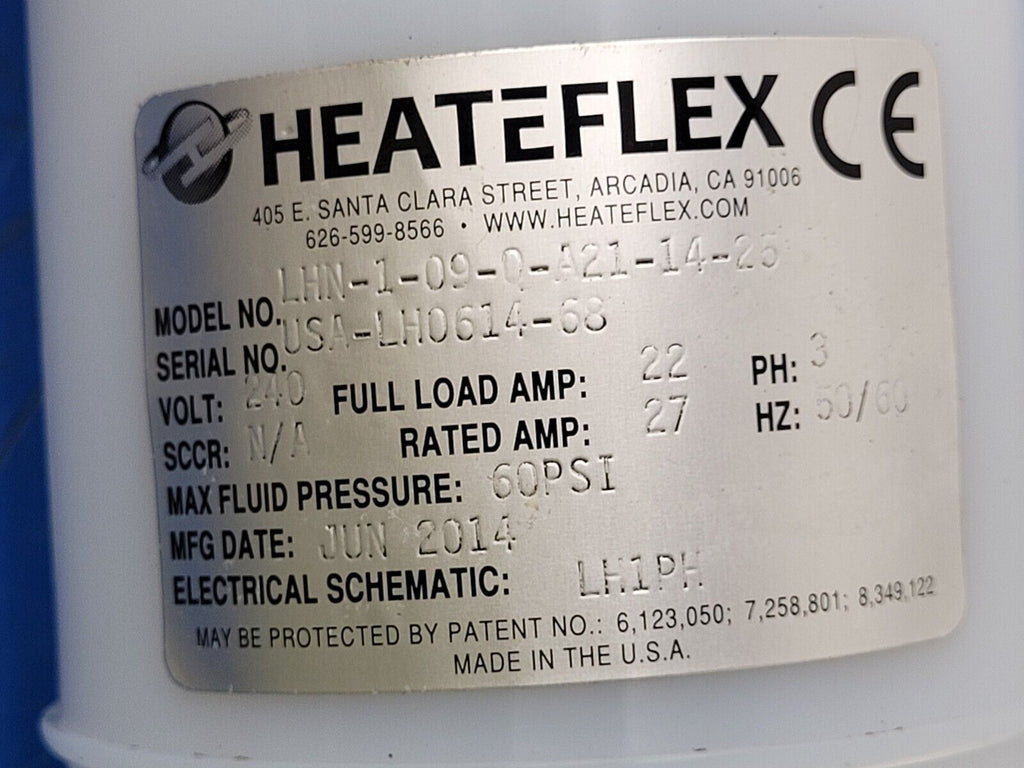 HEATEFLEX CE
405 E. SANTA CLARA STREET, ARCADIA, CA 91006
626-599-8566 • WWW.HEATEFLEX.COM
MODEL NO. LHN-1-09-Q-A21-14-25
SERIAL NO. USA-LH0614-68
VOLT: 240 FULL LOAD AMP: 22 PH: 3
SCCR: N/A RATED AMP: 27 HZ: 50/60
MAX FLUID PRESSURE: 60PSI
MFG DATE: JUN 2014
ELECTRICAL SCHEMATIC: LH1PH
MAY BE PROTECTED BY PATENT NO.: 6,123,050; 7,258,801; 8,349,122
MADE IN THE U.S.A.